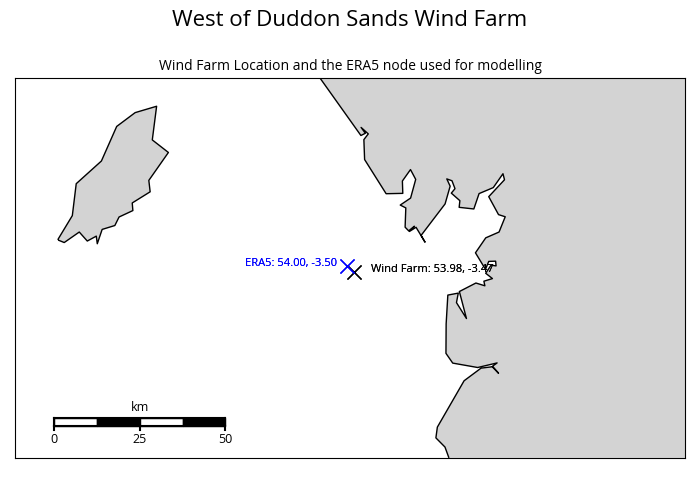 West of Duddon Sands Wind Farm
Wind Farm Location and the ERA5 node used for modelling
ERA5: 54.00, -3.50
Wind Farm: 53.98, -3.47
km
0 25 50